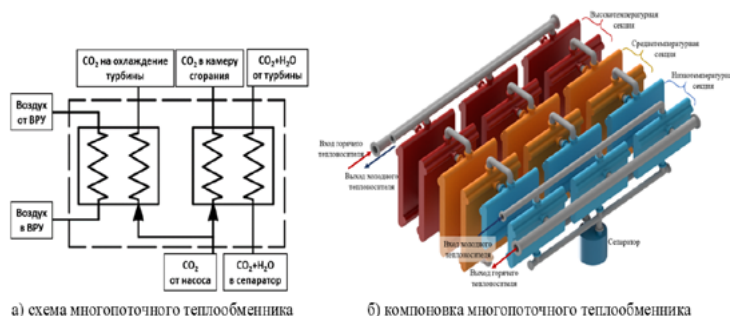 CO₂ на охлаждение
турбины
CO₂ в камеру
сгорания
CO₂+H₂O
от турбины
Воздух
от ВРУ
Воздух
в ВРУ
CO₂
от насоса
CO₂+H₂O
в сепаратор
а) схема многопоточного теплообменника
Высокотемпературная
секция
Среднетемпературная
секция
Низкотемпературная
секция
Вход горячего
теплоносителя
Выход холодного
теплоносителя
Вход холодного
теплоносителя
Выход горячего
теплоносителя
Сепаратор
б) компоновка многопоточного теплообменника